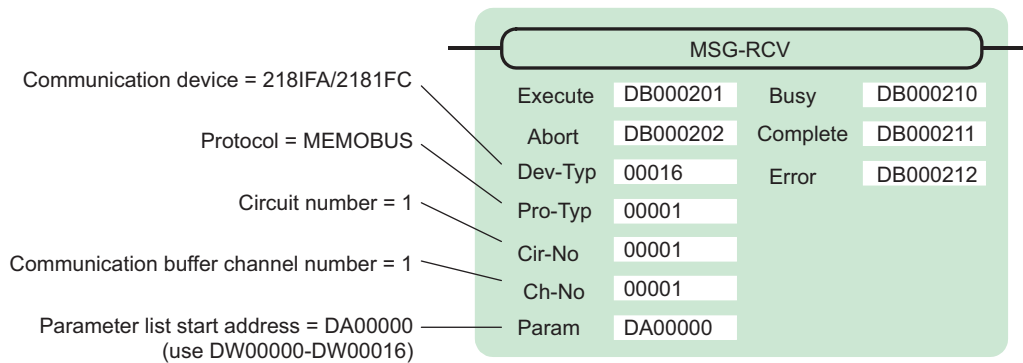 MSG-RCV
Communication device = 218IFA/2181FC
Execute DB000201 Busy DB000210
Protocol = MEMOBUS
Abort DB000202 Complete DB000211
Dev-Typ 00016 Error DB000212
Circuit number = 1
Pro-Typ 00001
Cir-No 00001
Communication buffer channel number = 1
Ch-No 00001
Parameter list start address = DA00000
(use DW00000-DW00016)
Param DA00000